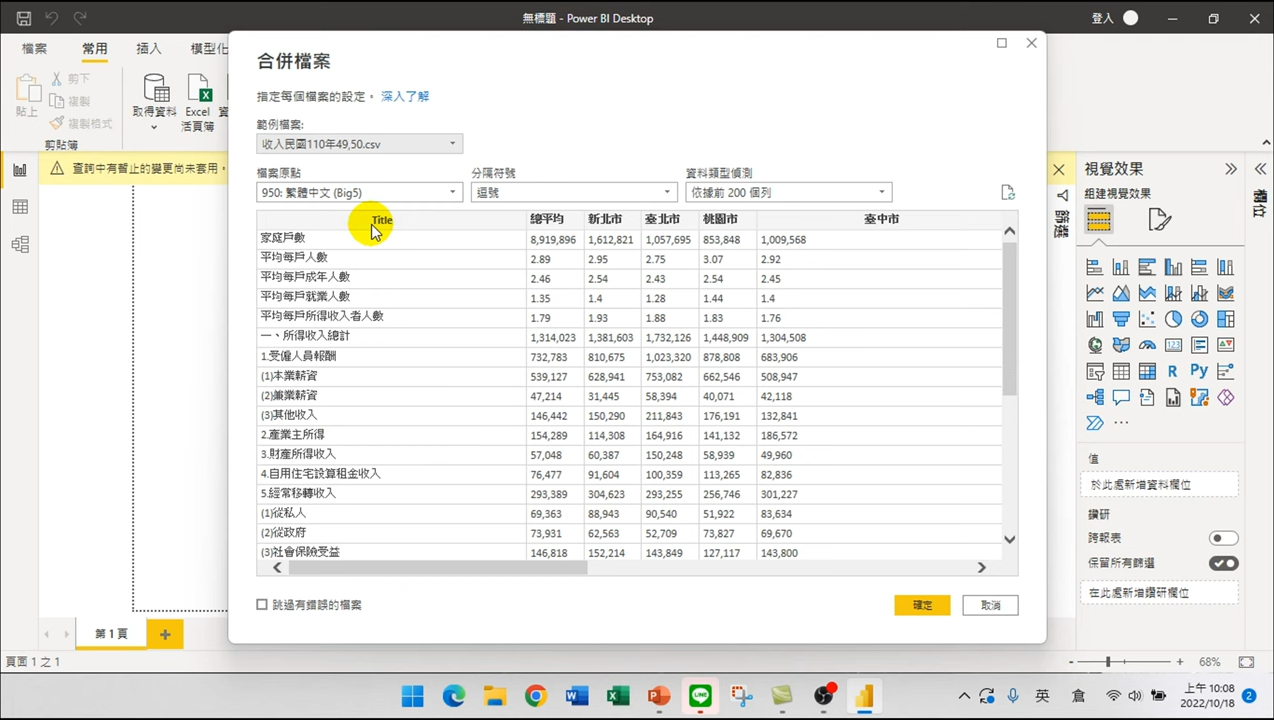 無標題 - Power BI Desktop
登入
檔案
常用
插入
模型化
貼上
剪下
複製
複製格式
剪貼簿
取得資料
Excel
活頁簿
查詢中有暫止的變更尚未套用。
合併檔案
指定每個檔案的設定。 深入了解
範例檔案:
收入民國110年49,50.csv
檔案原點 分隔符號 資料類型偵測
950: 繁體中文 (Big5) 逗號 依據前 200 個列
Title 總平均 新北市 臺北市 桃園市 臺中市
家庭戶數 8,919,896 1,612,821 1,057,695 853,848 1,009,568
平均每戶人數 2.89 2.95 2.75 3.07 2.92
平均每戶成年人數 2.46 2.54 2.43 2.54 2.45
平均每戶就業人數 1.35 1.4 1.28 1.44 1.4
平均每戶所得收入者人數 1.79 1.93 1.88 1.83 1.76
一、所得收入總計 1,314,023 1,381,603 1,732,126 1,448,909 1,304,508
1.受僱人員報酬 732,783 810,675 1,023,320 878,808 683,906
(1)本業薪資 539,127 628,941 753,082 662,546 508,947
(2)兼業薪資 47,214 31,445 58,394 40,071 42,118
(3)其他收入 146,442 150,290 211,843 176,191 132,841
2.產業主所得 154,289 114,308 164,916 141,132 186,572
3.財產所得收入 57,048 60,387 150,248 58,939 49,960
4.自用住宅設算租金收入 76,477 91,604 100,359 113,265 82,836
5.經常移轉收入 293,389 304,623 293,255 256,746 301,227
(1)從私人 69,363 88,943 90,540 51,922 83,634
(2)從政府 73,931 62,563 52,709 73,827 69,670
(3)社會保險受益 146,818 152,214 143,849 127,117 143,800
跳過有錯誤的檔案
確定
取消
視覺效果
組建視覺效果
篩選
欄位
123
R
Py
值
於此處新增資料欄位
鑽研
跨報表
保留所有篩選
在此處新增鑽研欄位
第 1 頁
頁面 1 之 1
68%
LINE
英
倉
上午 10:08
2022/10/18
2